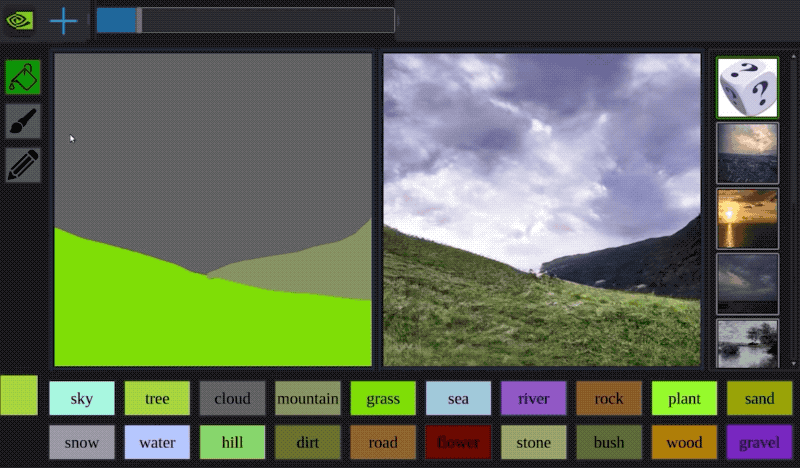 sky tree cloud mountain grass sea river rock plant sand
snow water hill dirt road flower stone bush wood gravel